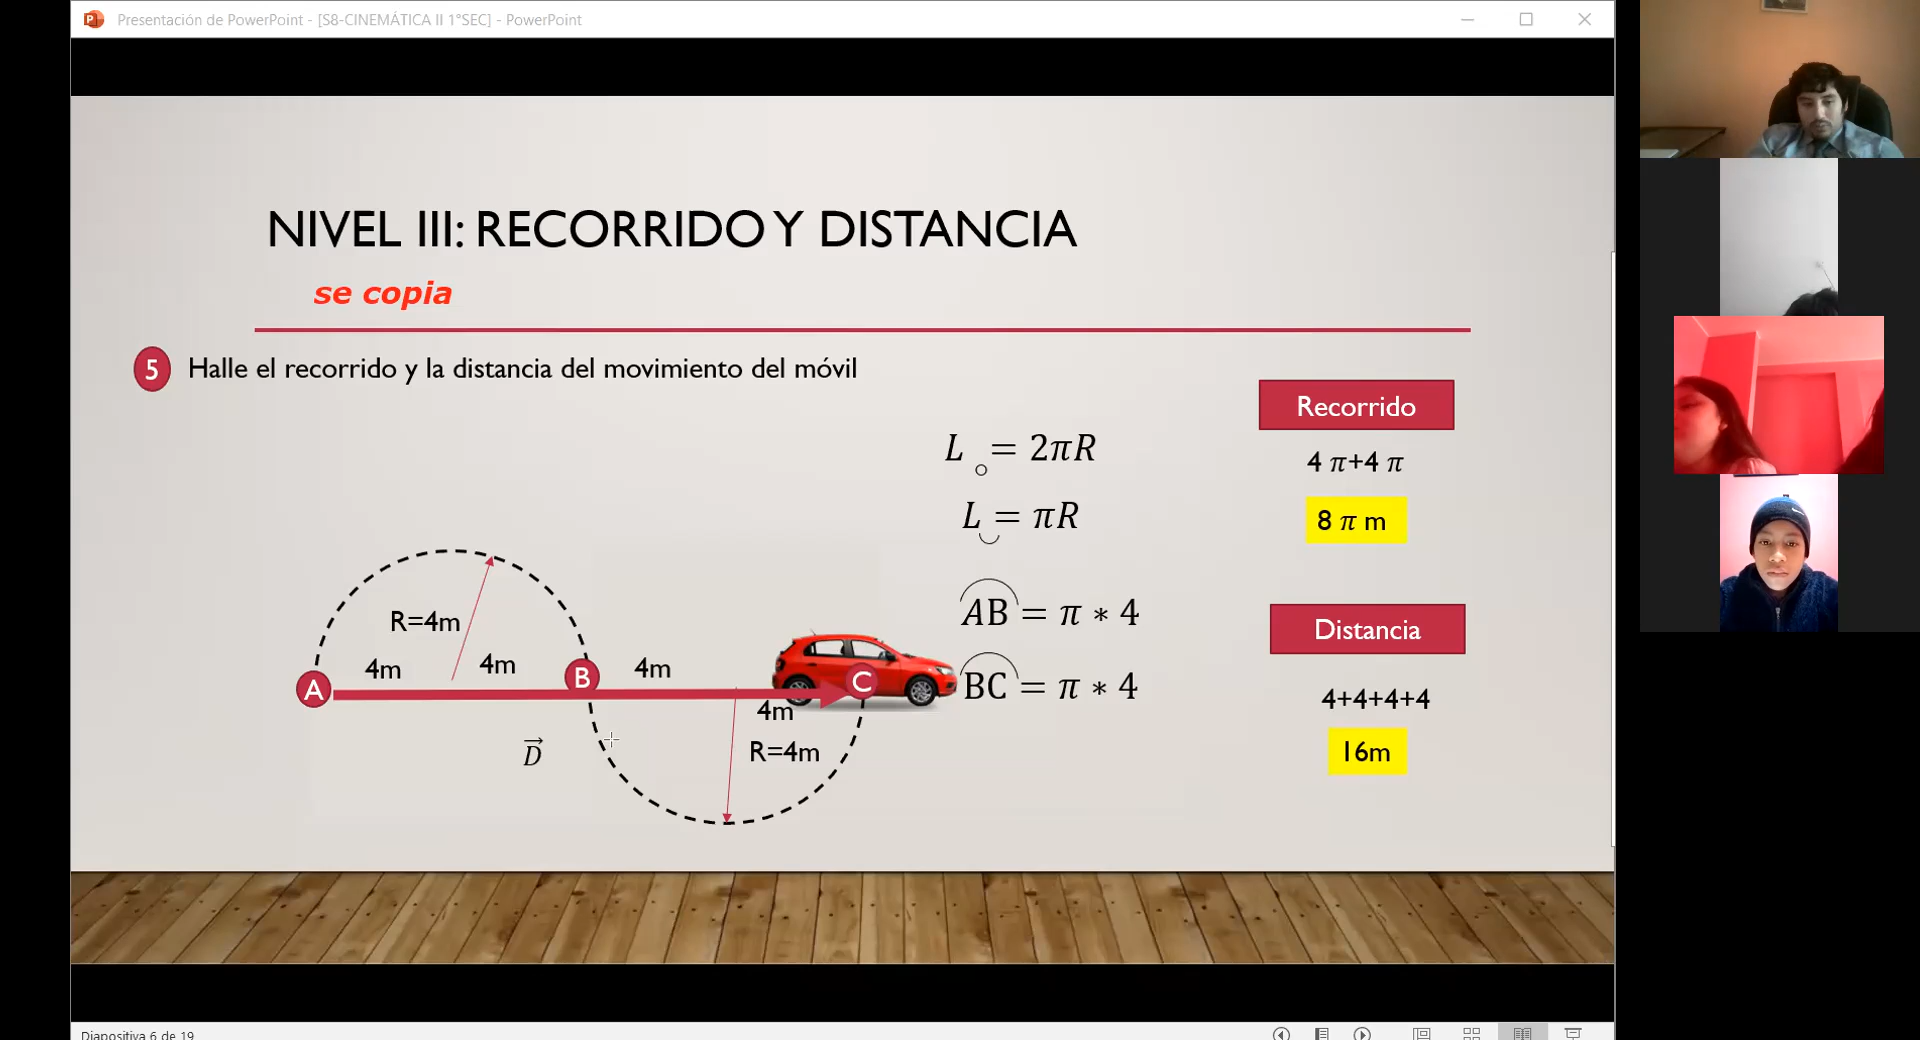 Presentación de PowerPoint - [S8-CINEMÁTICA II 1°SEC] - PowerPoint
NIVEL III: RECORRIDO Y DISTANCIA
se copia
5 Halle el recorrido y la distancia del movimiento del móvil
L○ = 2πR
L◡ = πR
AB = π ∗ 4
BC = π ∗ 4
R=4m
4m
4m
4m
A
B
C
4m
R=4m
D
Recorrido
4 π+4 π
8 π m
Distancia
4+4+4+4
16m
Diapositiva 6 de 19